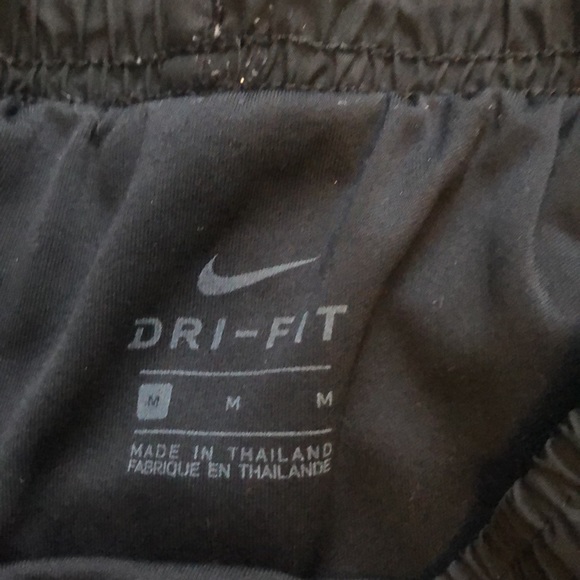 DRI-FIT
M M M
MADE IN THAILAND
FABRIQUE EN THAILANDE